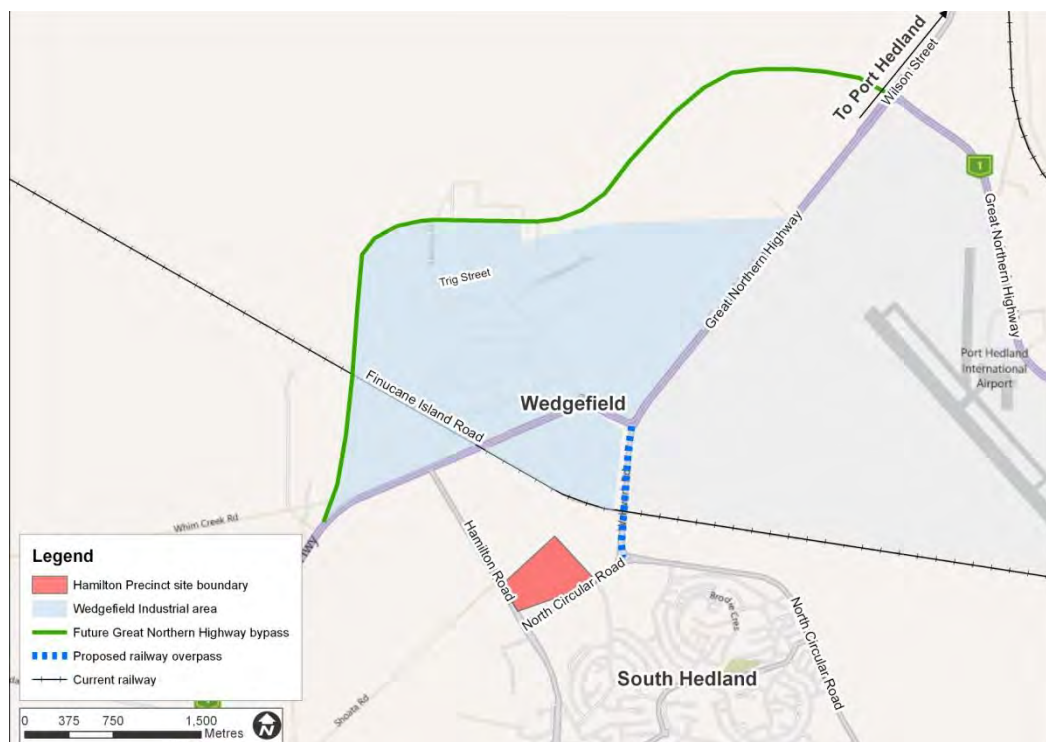 To Port Hedland
Wilson Street
1
Great Northern Highway
Great Northern Highway
Trig Street
Port Hedland
International
Airport
Finucane Island Road
Wedgefield
Whim Creek Rd
Hamilton Road
North Circular Road
North Circular Road
Brodie Cres
South Hedland
Shoata Rd
Legend
Hamilton Precinct site boundary
Wedgefield Industrial area
Future Great Northern Highway bypass
Proposed railway overpass
Current railway
0 375 750 1,500
Metres
N